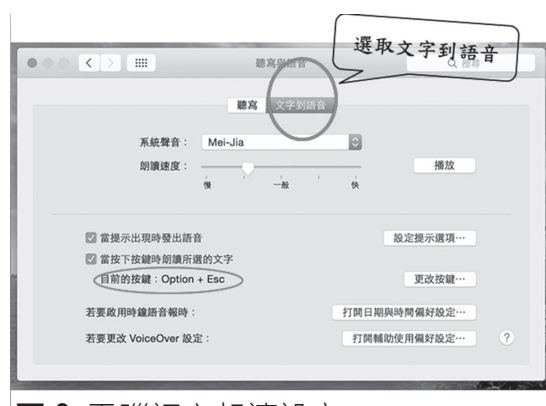 選取文字到語音
聽寫與語音
搜尋
聽寫 文字到語音
系統聲音： Mei-Jia
朗讀速度：
慢 一般 快
播放
當提示出現時發出語音
設定提示選項…
當按下按鍵時朗讀所選的文字
目前的按鍵：Option + Esc
更改按鍵…
若要啟用時鐘語音報時：
打開日期與時間偏好設定…
若要更改 VoiceOver 設定：
打開輔助使用偏好設定…
?